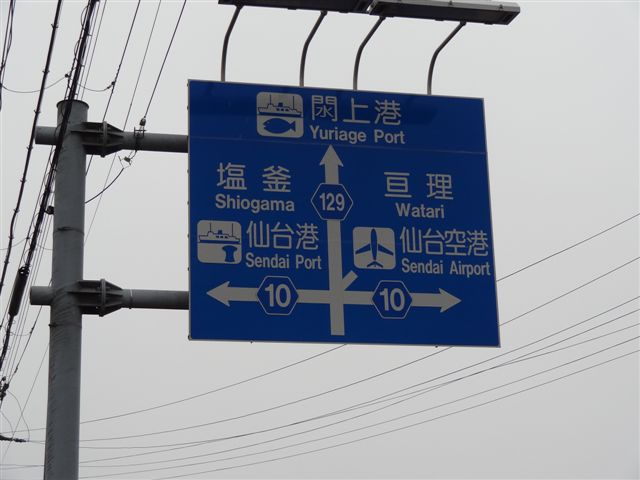 閖上港
Yuriage Port
塩釜
Shiogama
129
亘理
Watari
仙台港
Sendai Port
仙台空港
Sendai Airport
10
10